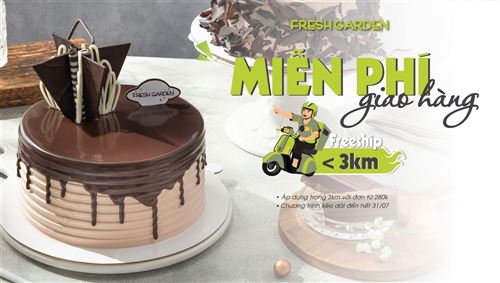 FRESH GARDEN
MIỄN PHÍ
giao hàng
Freeship
< 3km
• Áp dụng trong 3km với đơn từ 280k
• Chương trình kéo dài đến hết 31/07
FRESH GARDEN